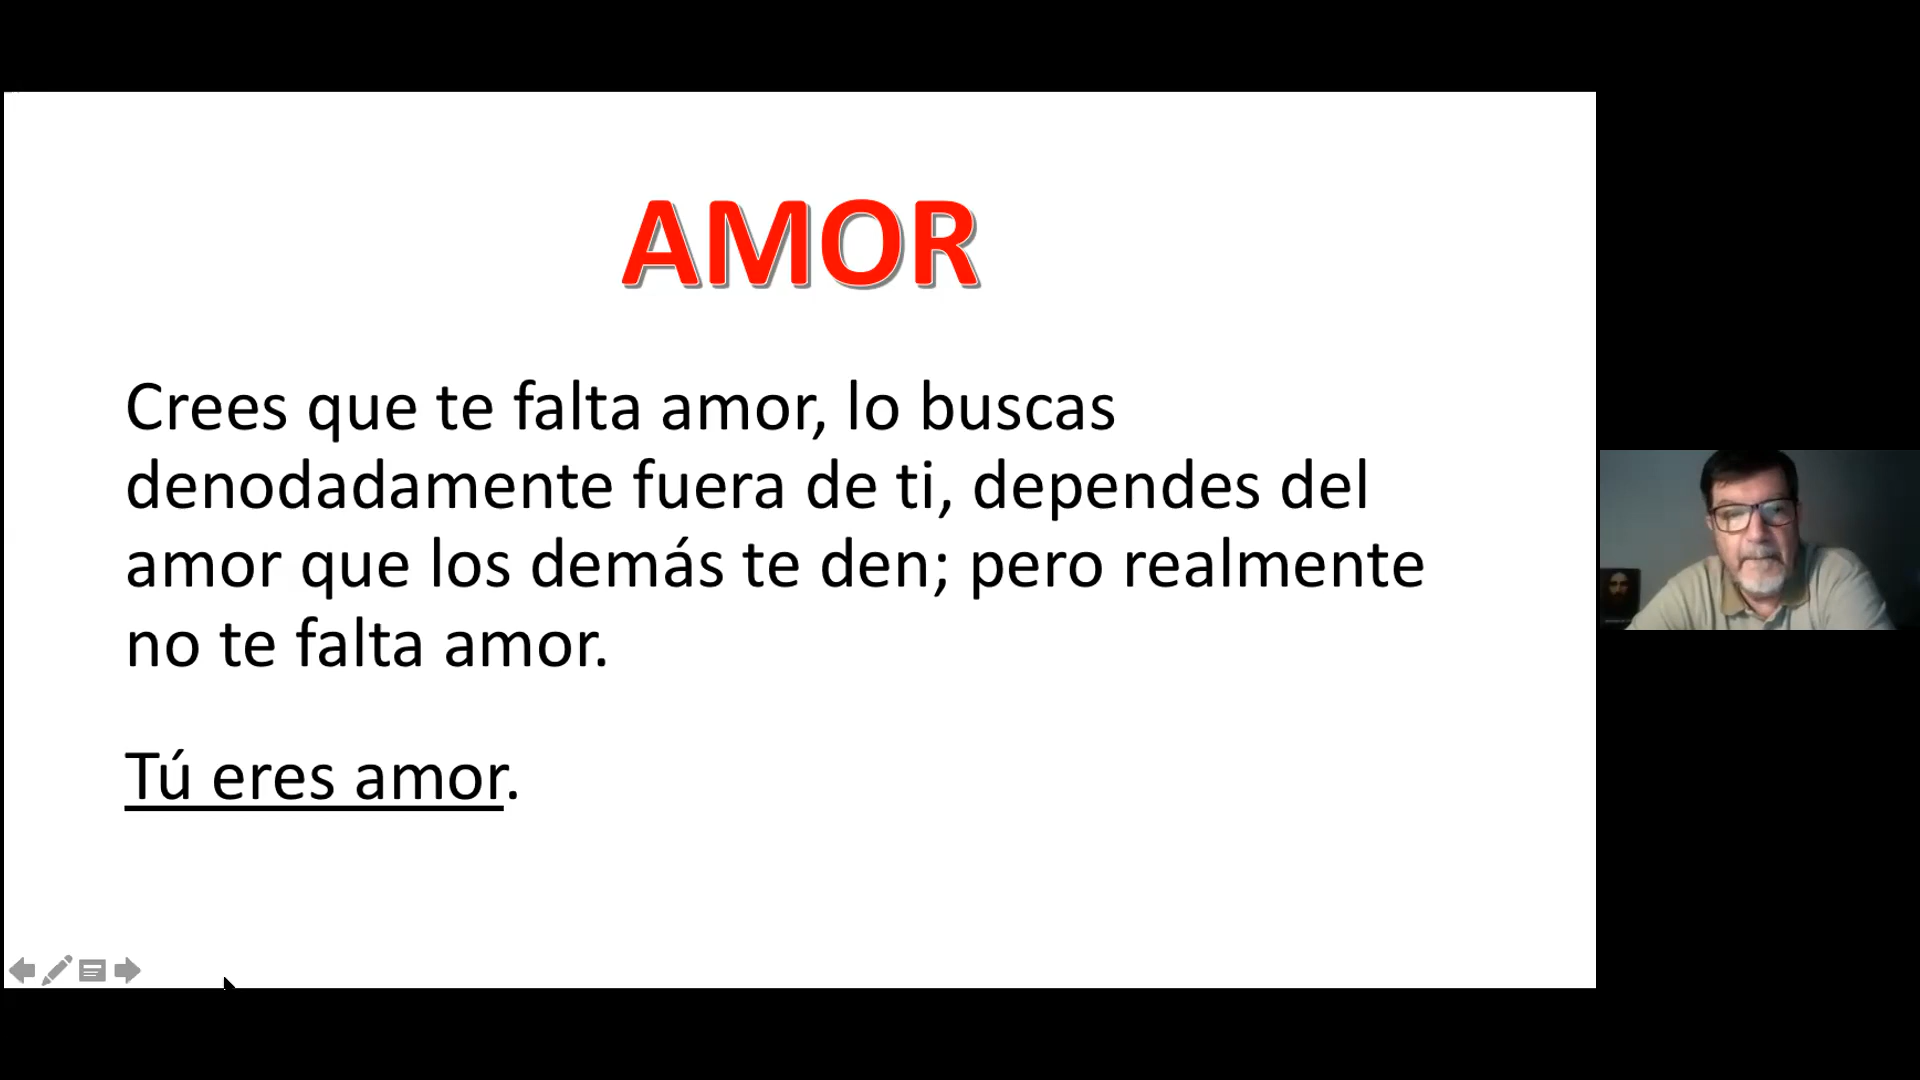 AMOR
Crees que te falta amor, lo buscas
denodadamente fuera de ti, dependes del
amor que los demás te den; pero realmente
no te falta amor.
Tú eres amor.